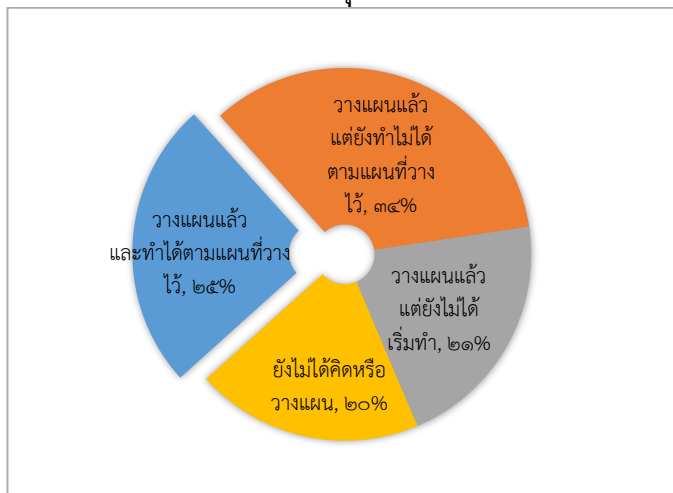 วางแผนแล้ว
แต่ยังทำไม่ได้
ตามแผนที่วาง
ไว้, ๓๔%
วางแผนแล้ว
และทำได้ตามแผนที่วาง
ไว้, ๒๕%
วางแผนแล้ว
แต่ยังไม่ได้
เริ่มทำ, ๒๑%
ยังไม่ได้คิดหรือ
วางแผน, ๒๐%